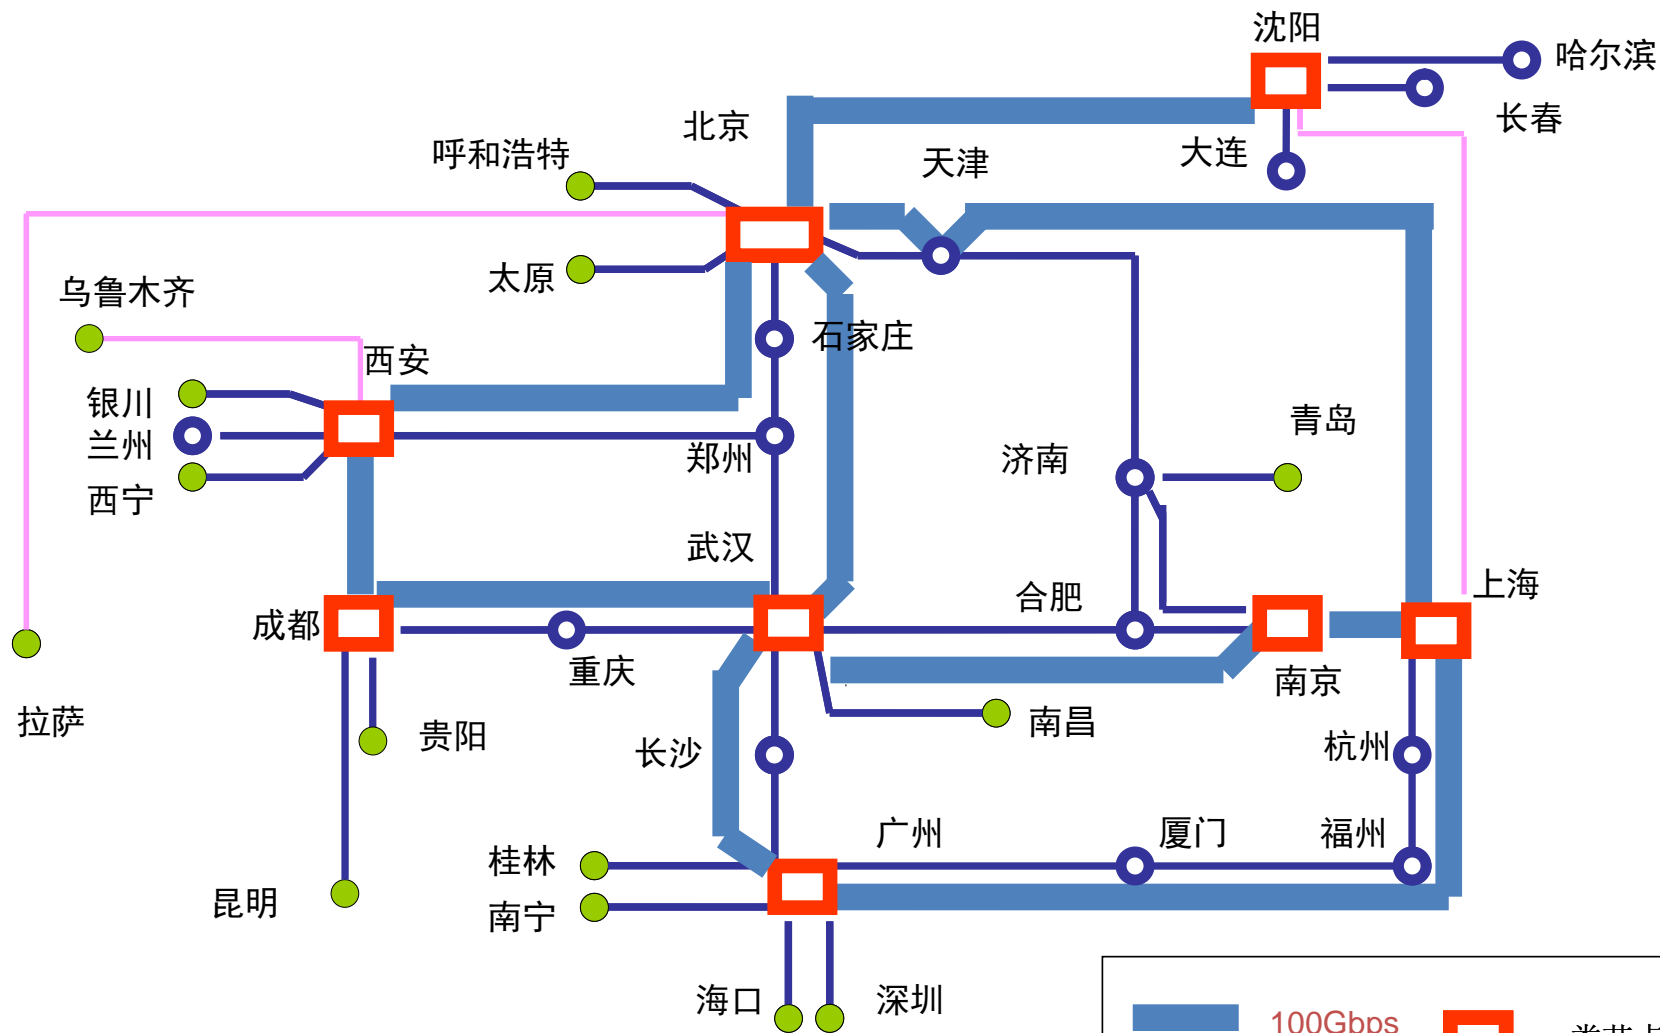 沈阳
哈尔滨
长春
北京
大连
呼和浩特
天津
太原
乌鲁木齐
石家庄
西安
银川
兰州
青岛
郑州
济南
西宁
武汉
合肥
上海
成都
重庆
南京
拉萨
贵阳
南昌
长沙
杭州
广州
厦门
福州
桂林
昆明
南宁
海口
深圳
100Gbps